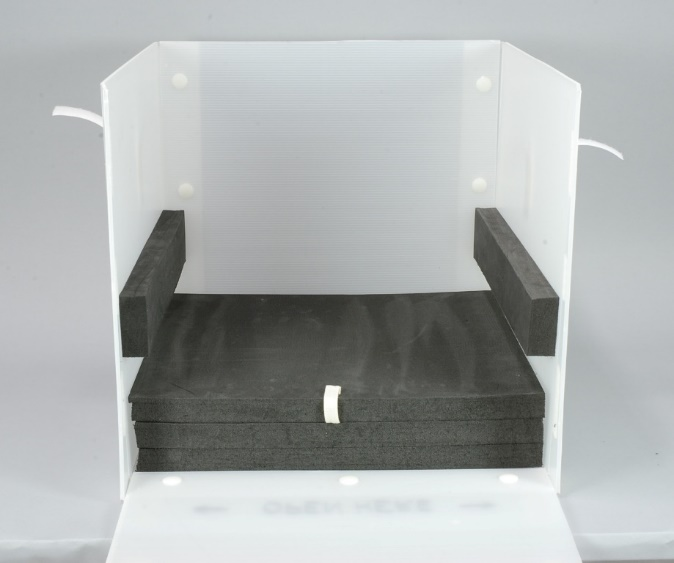 ← OPEN HERE →